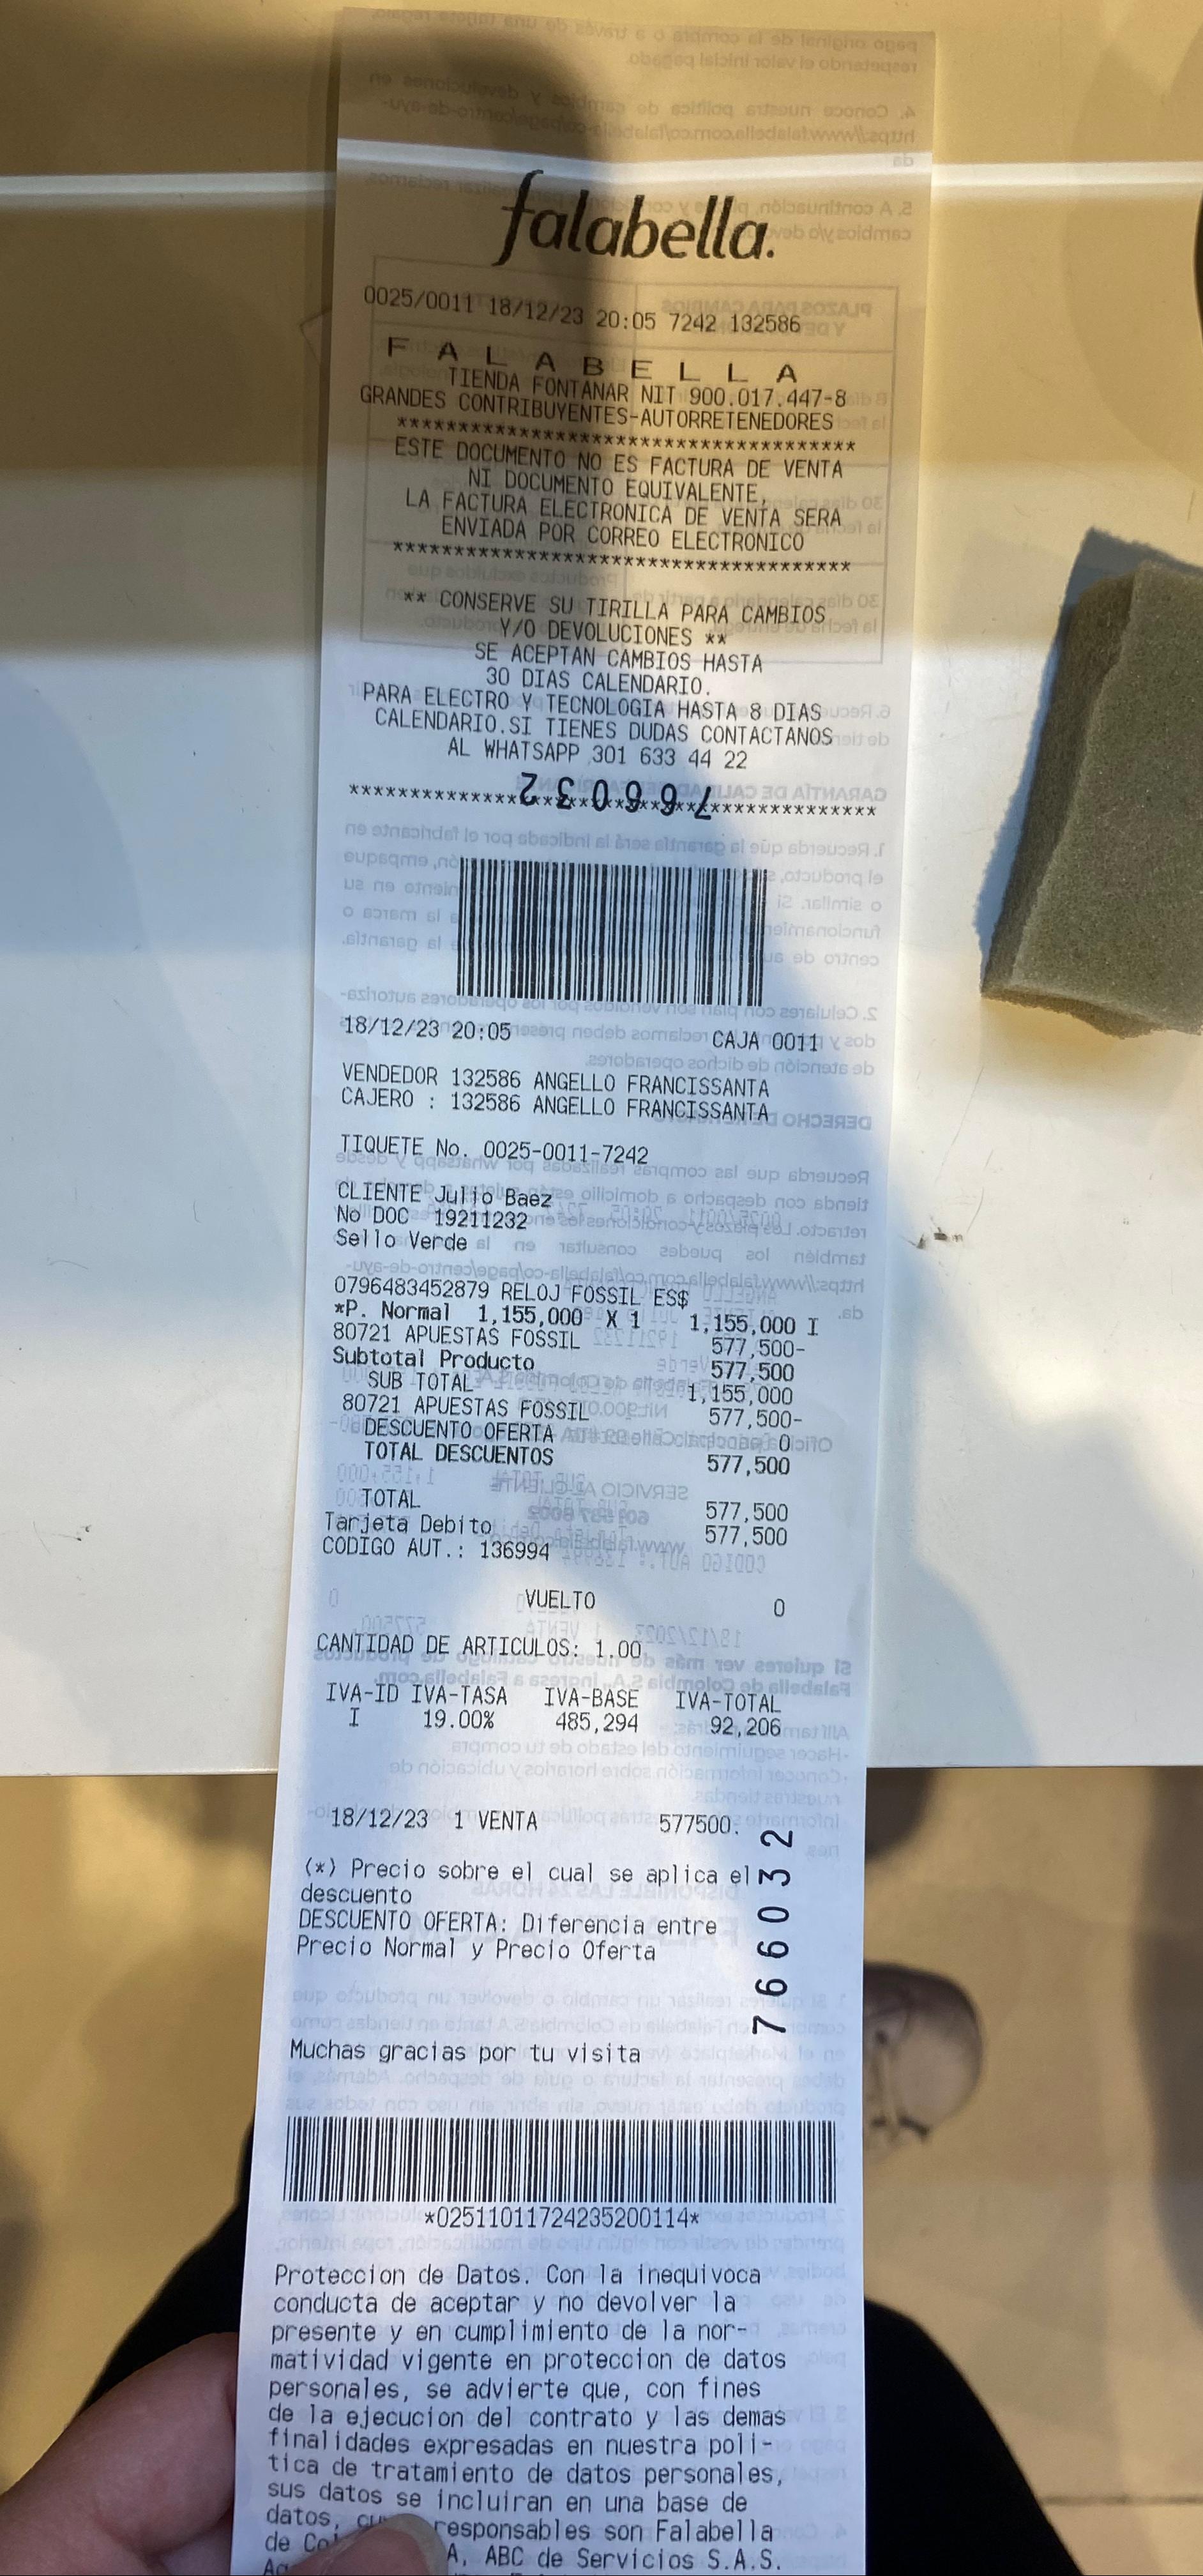 falabella.
0025/0011 18/12/23 20:05 7242 132586
F A L A B E L L A
TIENDA FONTANAR NIT 900.017.447-8
GRANDES CONTRIBUYENTES-AUTORRETENEDORES
*************************************
ESTE DOCUMENTO NO ES FACTURA DE VENTA
NI DOCUMENTO EQUIVALENTE,
LA FACTURA ELECTRONICA DE VENTA SERA
ENVIADA POR CORREO ELECTRONICO
*************************************
** CONSERVE SU TIRILLA PARA CAMBIOS
Y/O DEVOLUCIONES **
SE ACEPTAN CAMBIOS HASTA
30 DIAS CALENDARIO.
PARA ELECTRO Y TECNOLOGIA HASTA 8 DIAS
CALENDARIO.SI TIENES DUDAS CONTACTANOS
AL WHATSAPP 301 633 44 22
7666032
18/12/23 20:05 CAJA 0011
VENDEDOR 132586 ANGELLO FRANCISSANTA
CAJERO : 132586 ANGELLO FRANCISSANTA
TIQUETE No. 0025-0011-7242
CLIENTE Julio Baez
No DOC 19211232
Sello Verde
0796483452879 RELOJ FOSSIL ES$
*P. Normal 1,155,000 X 1 1,155,000 I
80721 APUESTAS FOSSIL 577,500-
Subtotal Producto 577,500
SUB TOTAL 1,155,000
80721 APUESTAS FOSSIL 577,500-
DESCUENTO OFERTA 0
TOTAL DESCUENTOS 577,500
TOTAL 577,500
Tarjeta Debito 577,500
CODIGO AUT.: 136994
VUELTO 0
CANTIDAD DE ARTICULOS: 1.00
IVA-ID IVA-TASA IVA-BASE IVA-TOTAL
I 19.00% 485,294 92,206
18/12/23 1 VENTA 577500.
(*) Precio sobre el cual se aplica el
descuento
DESCUENTO OFERTA: Diferencia entre
Precio Normal y Precio Oferta
7666032
Muchas gracias por tu visita
*02511011724235200114*
Proteccion de Datos. Con la inequivoca
conducta de aceptar y no devolver la
presente y en cumplimiento de la nor-
matividad vigente en proteccion de datos
personales, se advierte que, con fines
de la ejecucion del contrato y las demas
finalidades expresadas en nuestra poli-
tica de tratamiento de datos personales,
sus datos se incluiran en una base de
datos, responsables son Falabella
de A, ABC de Servicios S.A.S.